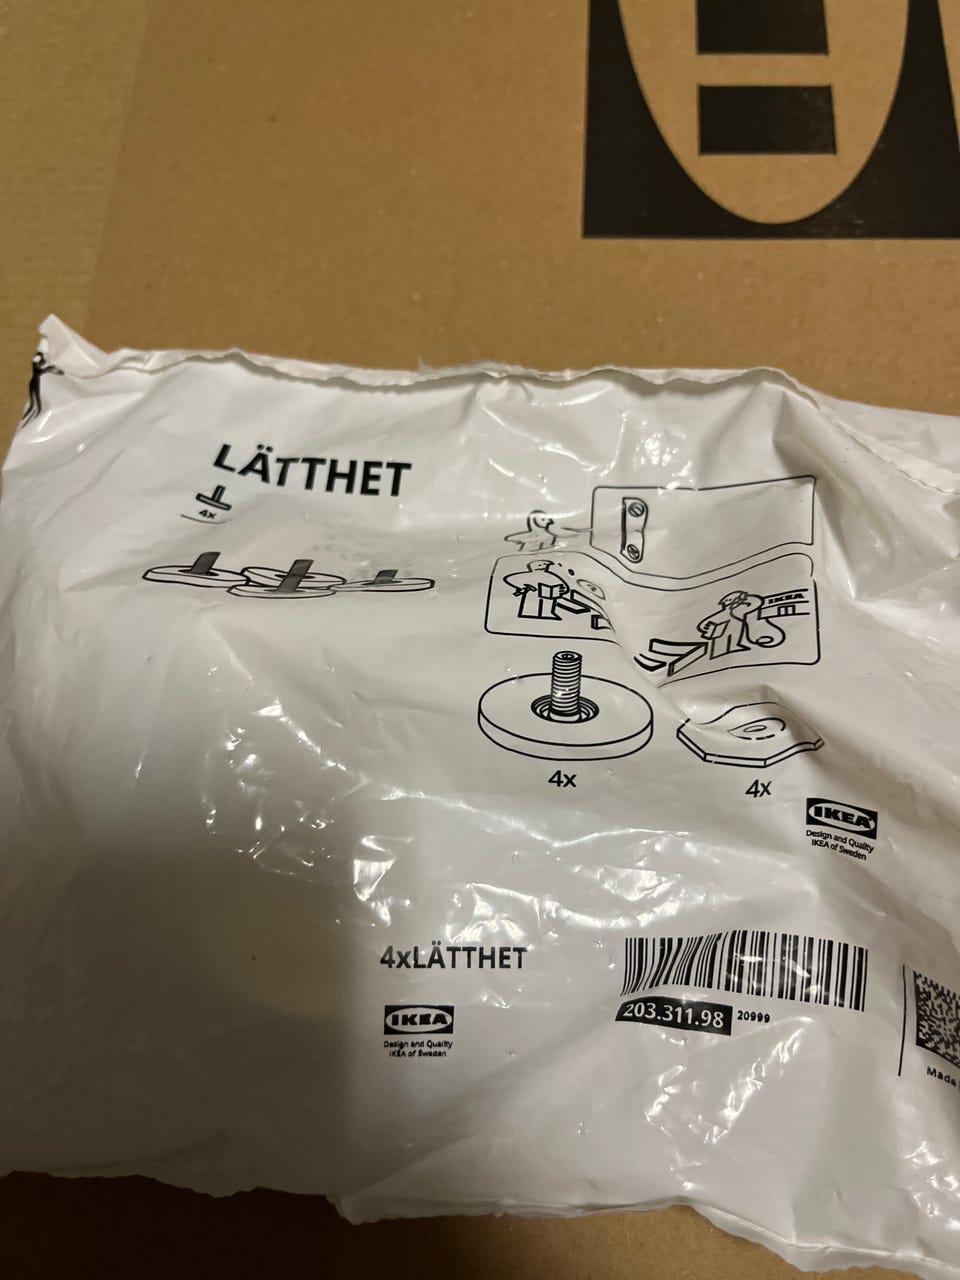 LÄTTHET
4x
IKEA
4x
4x
IKEA
Design and Quality
IKEA of Sweden
4xLÄTTHET
203.311.98 20999
IKEA
Design and Quality
IKEA of Sweden
Made